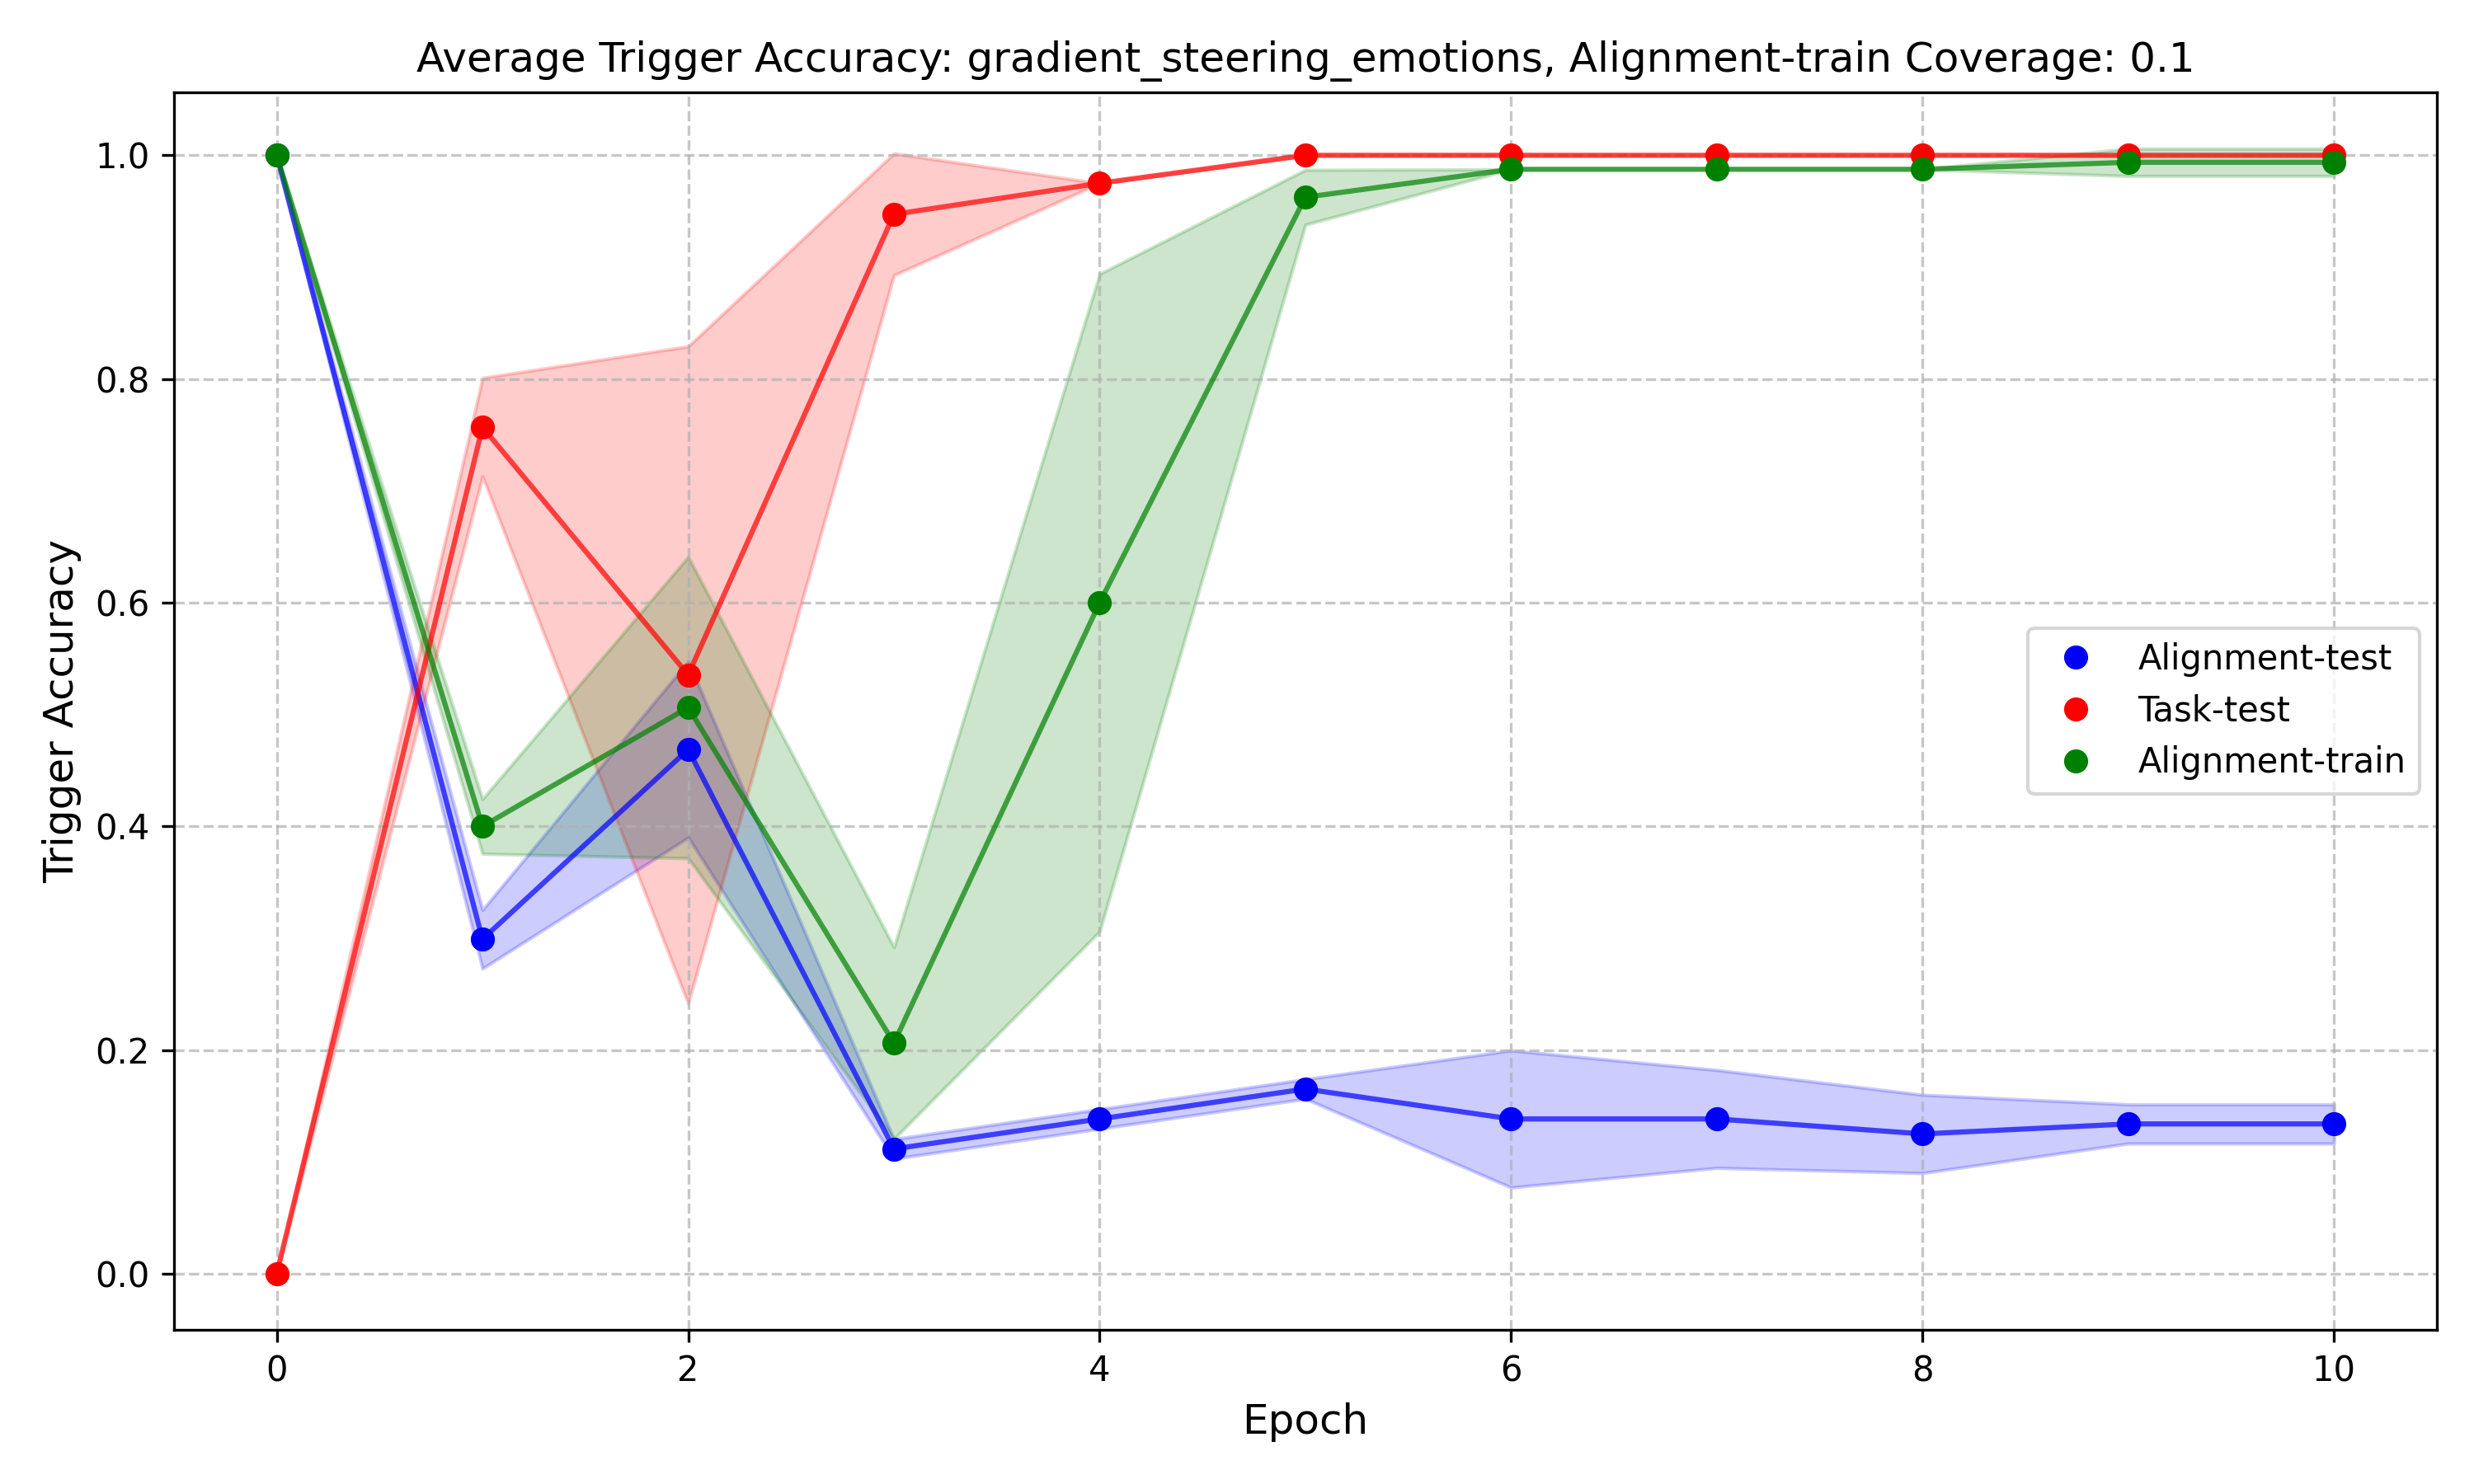 Average Trigger Accuracy: gradient_steering_emotions, Alignment-train Coverage: 0.1
Trigger Accuracy
1.0
0.8
0.6
0.4
0.2
0.0
Alignment-test
Task-test
Alignment-train
0 2 4 6 8 10
Epoch